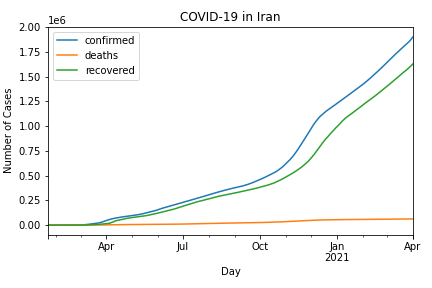 COVID-19 in Iran
1e6
confirmed
deaths
recovered
2.00
1.75
1.50
1.25
1.00
0.75
0.50
0.25
0.00
Number of Cases
Apr Jul Oct Jan Apr
2021
Day